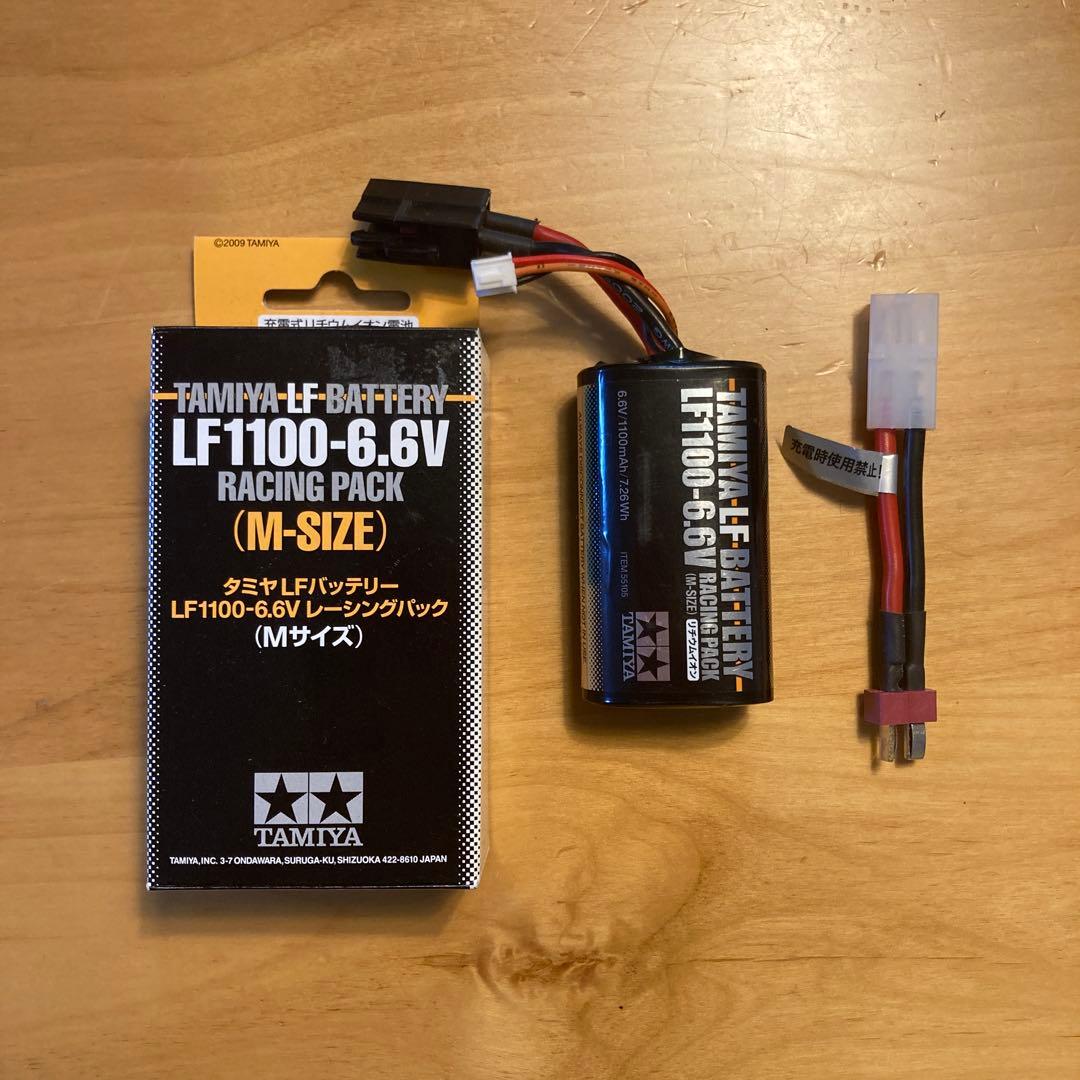 ©2009 TAMIYA
充電式リチウムイオン電池
TAMIYA LF BATTERY
LF1100-6.6V
RACING PACK
(M-SIZE)
タミヤLFバッテリー
LF1100-6.6V レーシングパック
(Mサイズ)
TAMIYA
TAMIYA, INC. 3-7 ONDAWARA, SURUGA-KU, SHIZUOKA 422-8610 JAPAN
TAMIYA LF BATTERY
LF1100-6.6V RACING PACK
(M-SIZE) リチウムイオン
TAMIYA
6.6V/1100mAh/7.26Wh
ITEM 55105
充電時使用禁止!